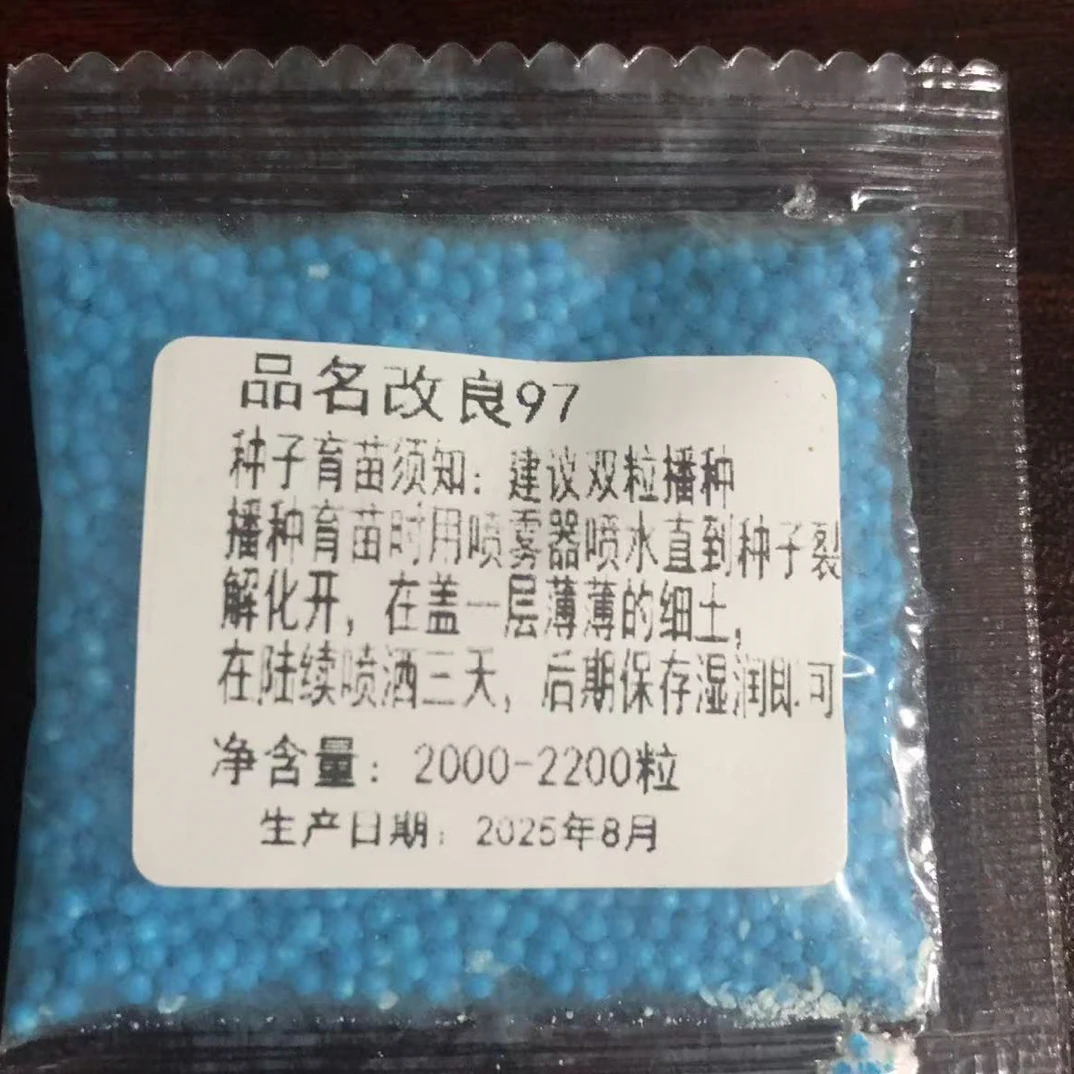 品名改良97
种子育苗须知：建议双粒播种
播种育苗时用喷雾器喷水直到种子裂
解化开，在盖一层薄薄的细土，
在陆续喷洒三天，后期保存湿润即可
净含量：2000-2200粒
生产日期：2025年8月